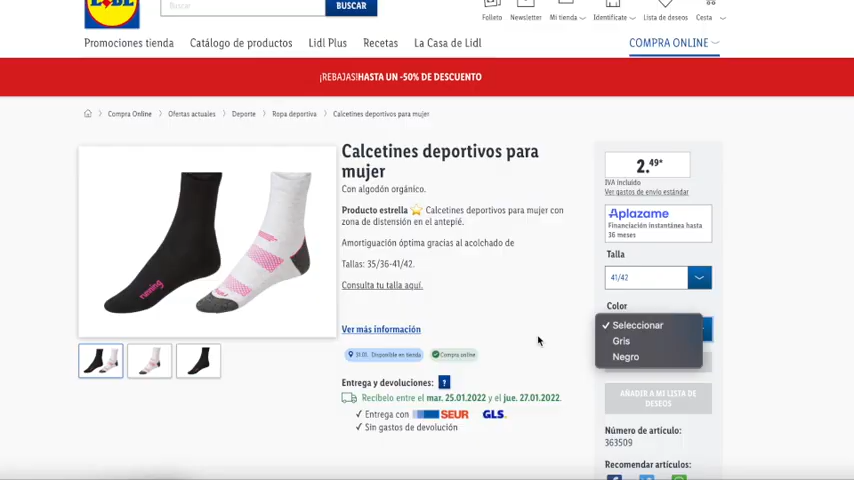 LIDL
Buscar
BUSCAR
Folleto
Newsletter
Mi tienda
Identifícate
Lista de deseos
Cesta
Promociones tienda
Catálogo de productos
Lidl Plus
Recetas
La Casa de Lidl
COMPRA ONLINE
¡REBAJAS!HASTA UN -50% DE DESCUENTO
Compra Online
Ofertas actuales
Deporte
Ropa deportiva
Calcetines deportivos para mujer
running
Calcetines deportivos para
mujer
Con algodón orgánico.
Producto estrella ⭐ Calcetines deportivos para mujer con
zona de distensión en el antepié.
Amortiguación óptima gracias al acolchado de
Tallas: 35/36-41/42.
Consulta tu talla aquí.
Ver más información
31.01. Disponible en tienda
Compra online
Entrega y devoluciones: ?
Recíbelo entre el mar. 25.01.2022 y el jue. 27.01.2022.
✓ Entrega con SEUR GLS.
✓ Sin gastos de devolución
2.49*
IVA incluido
Ver gastos de envío estándar
Aplazame
Financiación instantánea hasta
36 meses
Talla
41/42
Color
✓ Seleccionar
Gris
Negro
AÑADIR A MI LISTA DE
DESEOS
Número de artículo:
363509
Recomendar artículos: